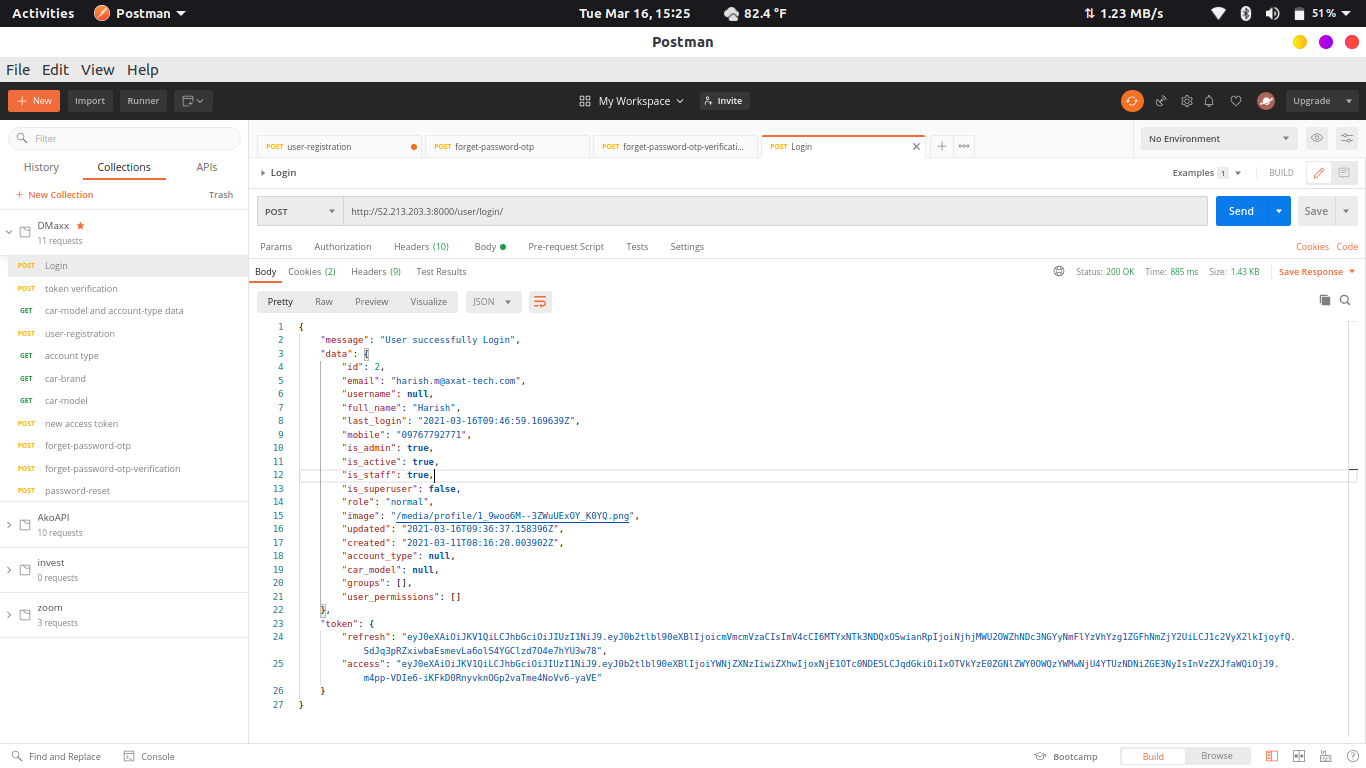 Activities Postman Tue Mar 16, 15:25 82.4 °F 1.23 MB/s 51%
Postman
File Edit View Help
New Import Runner My Workspace Invite Upgrade
Filter
History Collections APIs
New Collection Trash
DMaxx
11 requests
POST Login
POST token verification
GET car-model and account-type data
POST user-registration
GET account type
GET car-brand
GET car-model
POST new access token
POST forget-password-otp
POST forget-password-otp-verification
POST password-reset
AkoAPI
10 requests
invest
0 requests
zoom
3 requests
POST user-registration POST forget-password-otp POST forget-password-otp-verificati... POST Login
No Environment
Login Examples 1 BUILD
POST http://52.213.203.3:8000/user/login/ Send Save
Params Authorization Headers (10) Body Pre-request Script Tests Settings Cookies Code
Body Cookies (2) Headers (9) Test Results Status: 200 OK Time: 885 ms Size: 1.43 KB Save Response
Pretty Raw Preview Visualize JSON
1 {
2 "message": "User successfully Login",
3 "data": {
4 "id": 2,
5 "email": "harish.m@axat-tech.com",
6 "username": null,
7 "full_name": "Harish",
8 "last_login": "2021-03-16T09:46:59.169639Z",
9 "mobile": "09767792771",
10 "is_admin": true,
11 "is_active": true,
12 "is_staff": true,
13 "is_superuser": false,
14 "role": "normal",
15 "image": "/media/profile/1_9woo6M--3ZWuUExOY_K0YQ.png",
16 "updated": "2021-03-16T09:36:37.158396Z",
17 "created": "2021-03-11T08:16:20.003902Z",
18 "account_type": null,
19 "car_model": null,
20 "groups": [],
21 "user_permissions": []
22 },
23 "token": {
24 "refresh":
25 "access":
26 }
27 }
Find and Replace Console Bootcamp Build Browse